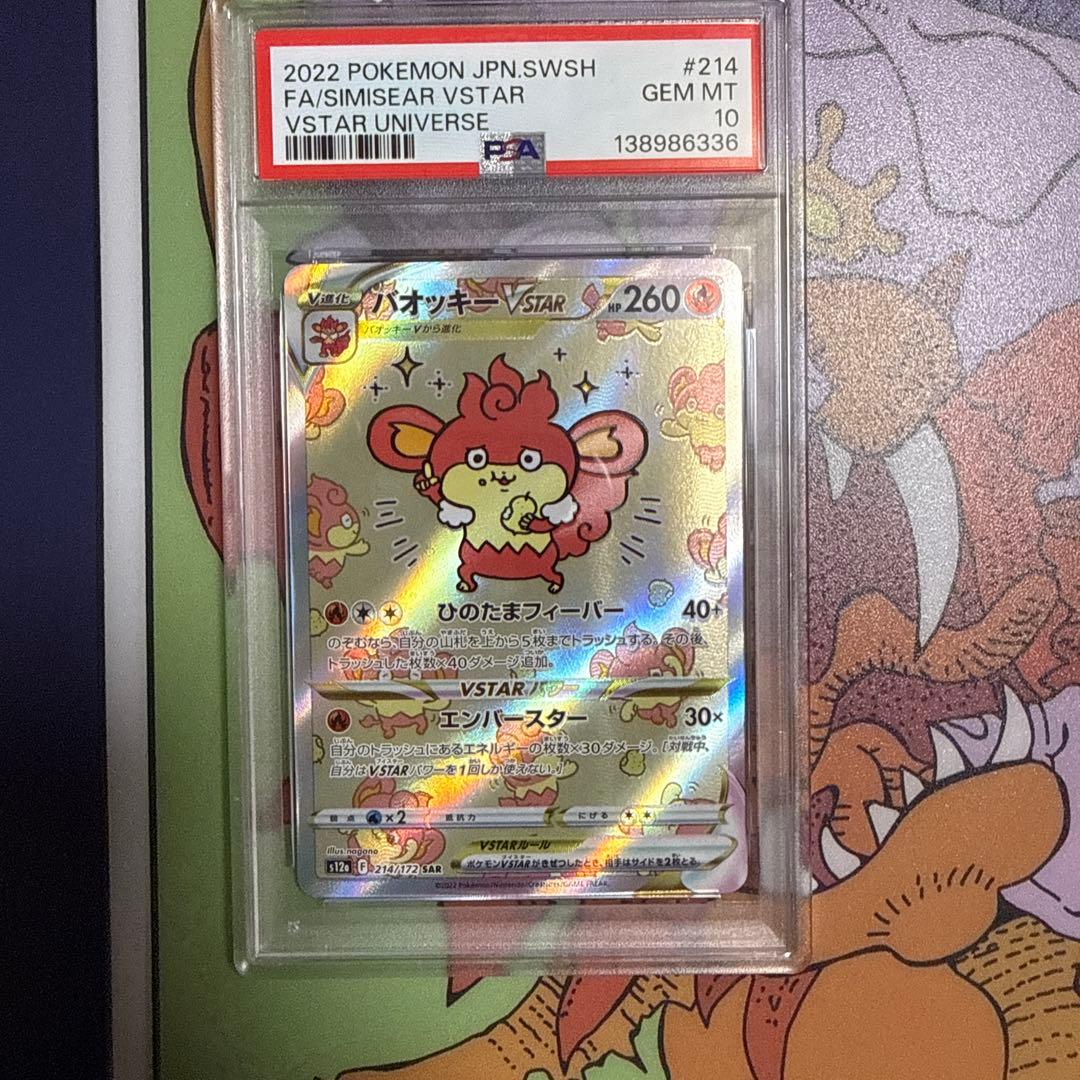 2022 POKEMON JPN.SWSH #214
FA/SIMISEAR VSTAR GEM MT
VSTAR UNIVERSE 10
PSA 138986336
V進化 バオッキー VSTAR HP 260
バオッキーVから進化
ひのたまフィーバー 40+
のぞむなら、自分の山札を上から5枚までトラッシュする。その後、
トラッシュした枚数×40ダメージ追加。
VSTARパワー
エンバースター 30×
自分のトラッシュにあるエネルギーの枚数×30ダメージ。[対戦中、
自分はVSTARパワーを1回しか使えない。]
弱点 ×2 抵抗力 にげる
Illus. nagano
VSTARルール
s12a F 214/172 SAR ポケモンVSTARがきぜつしたとき、相手はサイドを2枚とる。
©2022 Pokémon/Nintendo/Creatures/GAME FREAK.